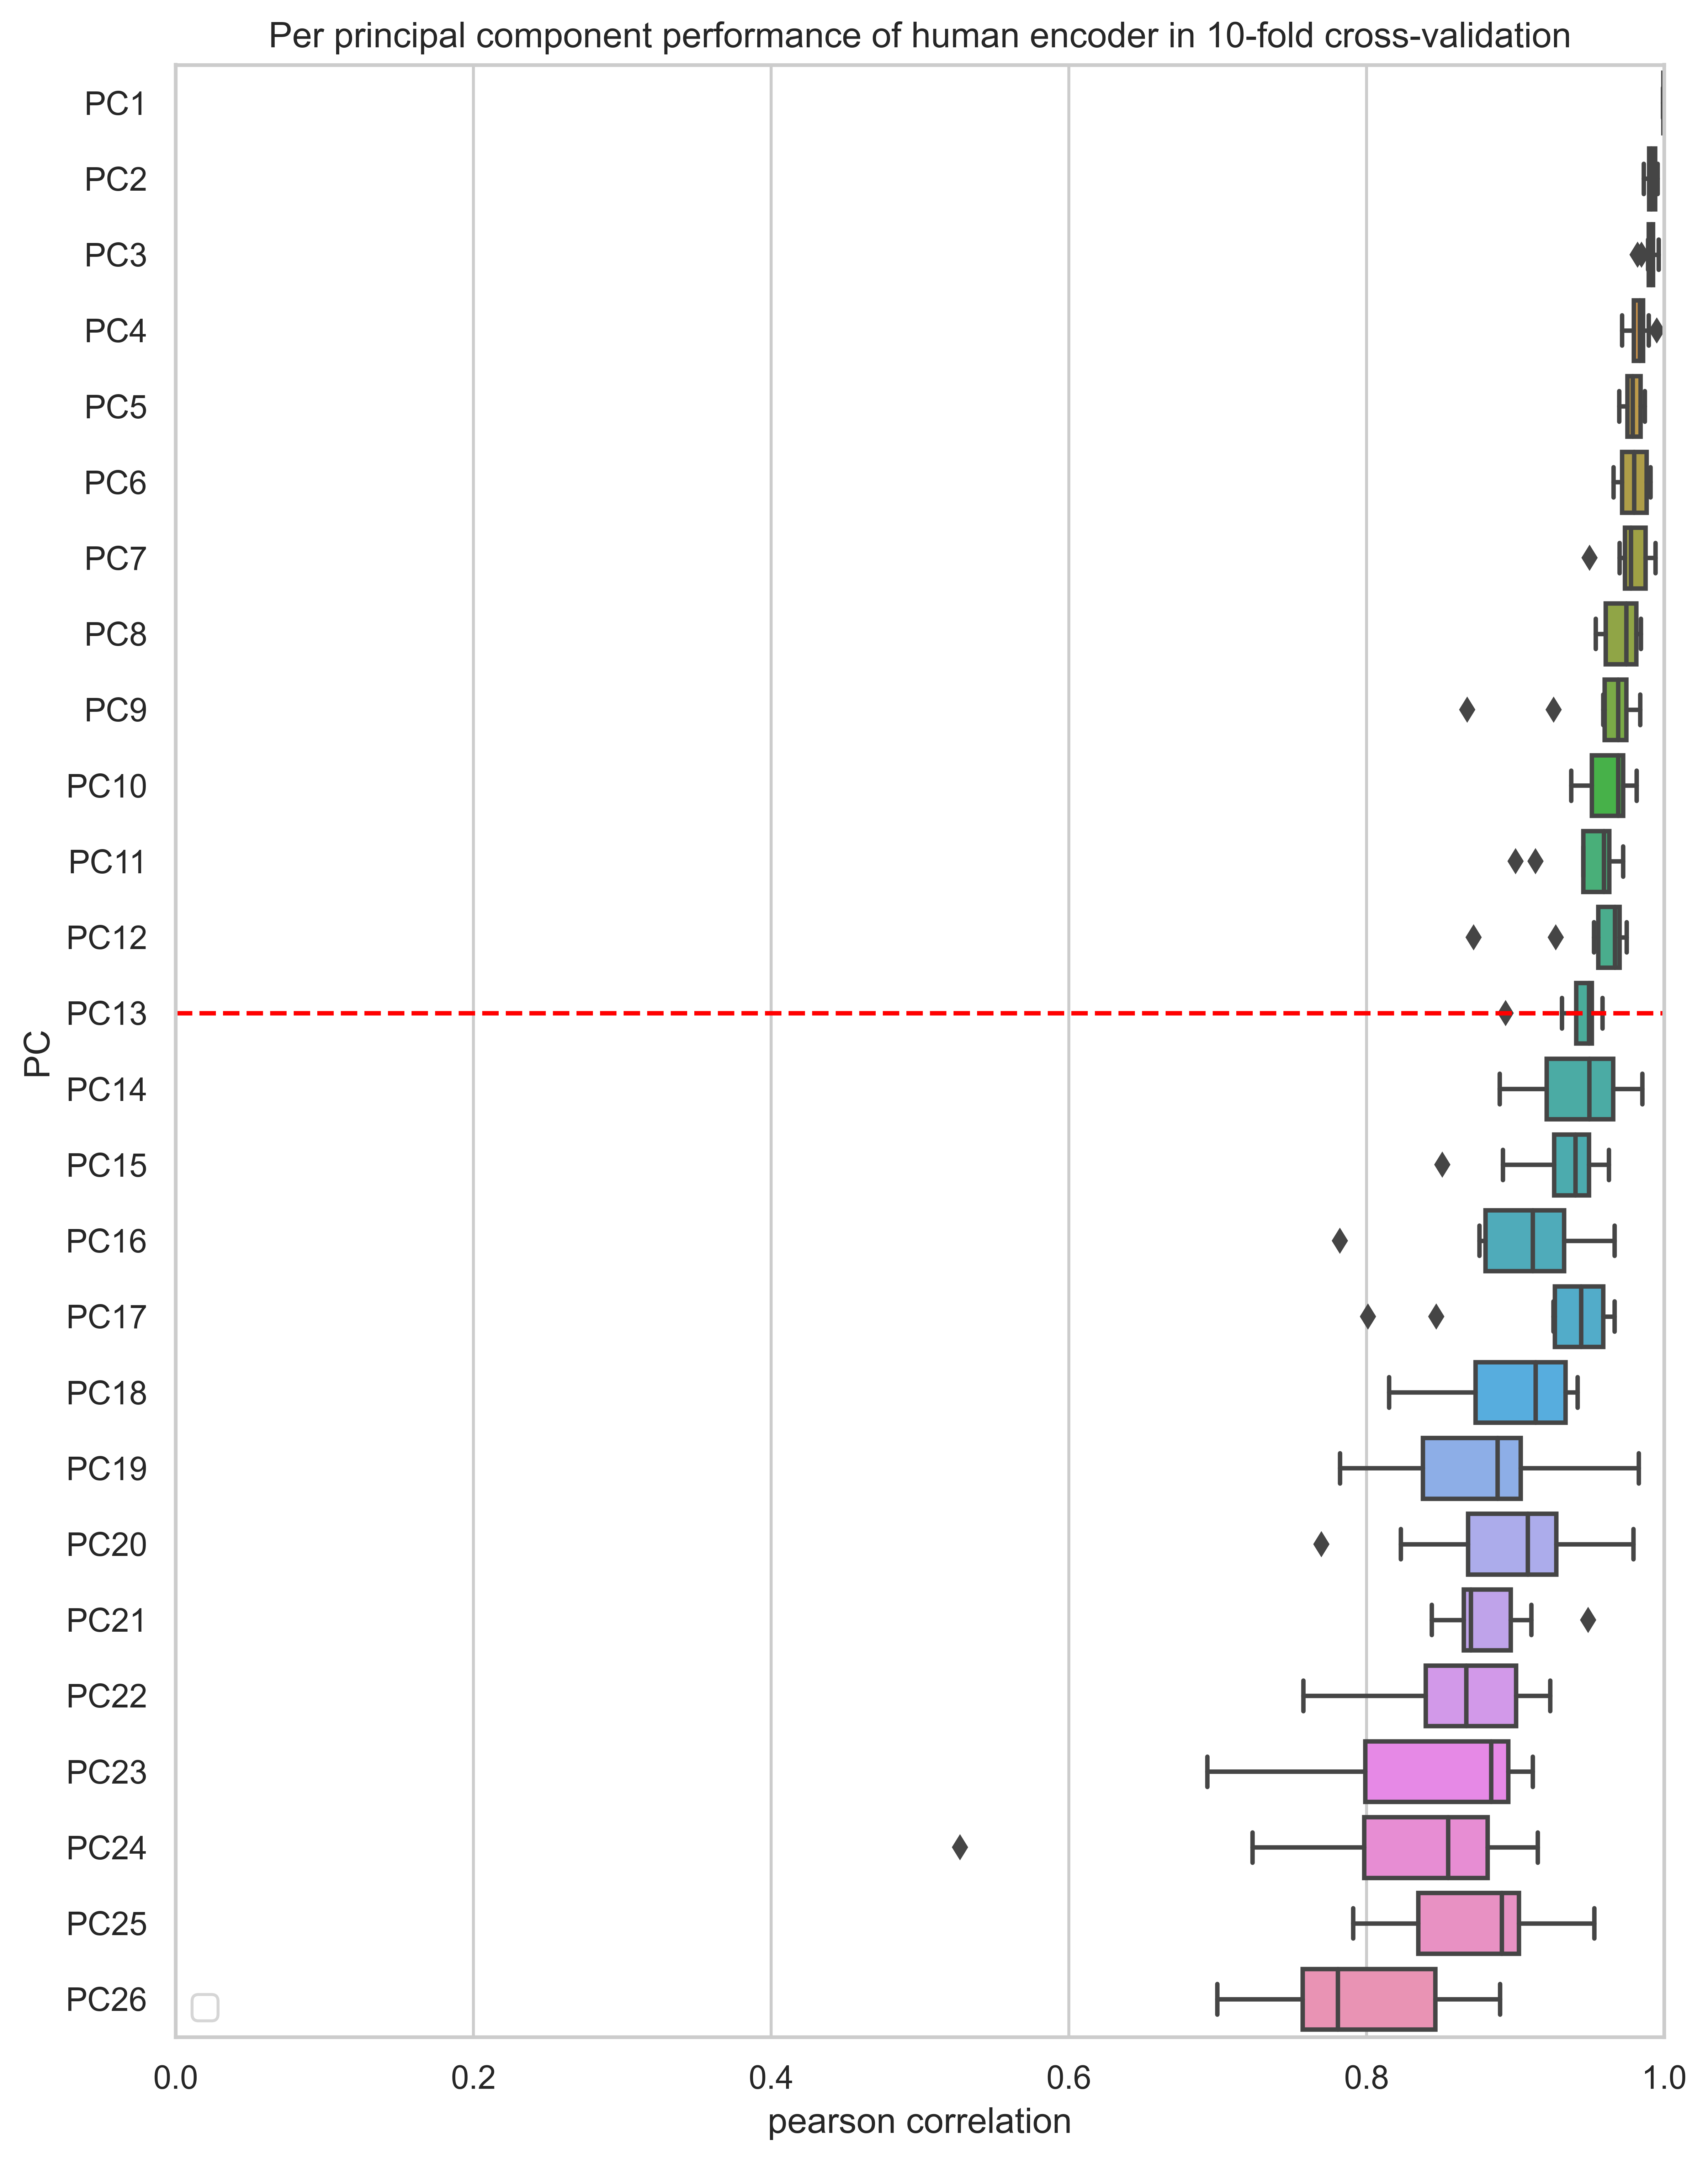 Per principal component performance of human encoder in 10-fold cross-validation
PC1
PC2
PC3
PC4
PC5
PC6
PC7
PC8
PC9
PC10
PC11
PC12
PC13
PC
PC14
PC15
PC16
PC17
PC18
PC19
PC20
PC21
PC22
PC23
PC24
PC25
PC26
0.0 0.2 0.4 0.6 0.8 1.0
pearson correlation